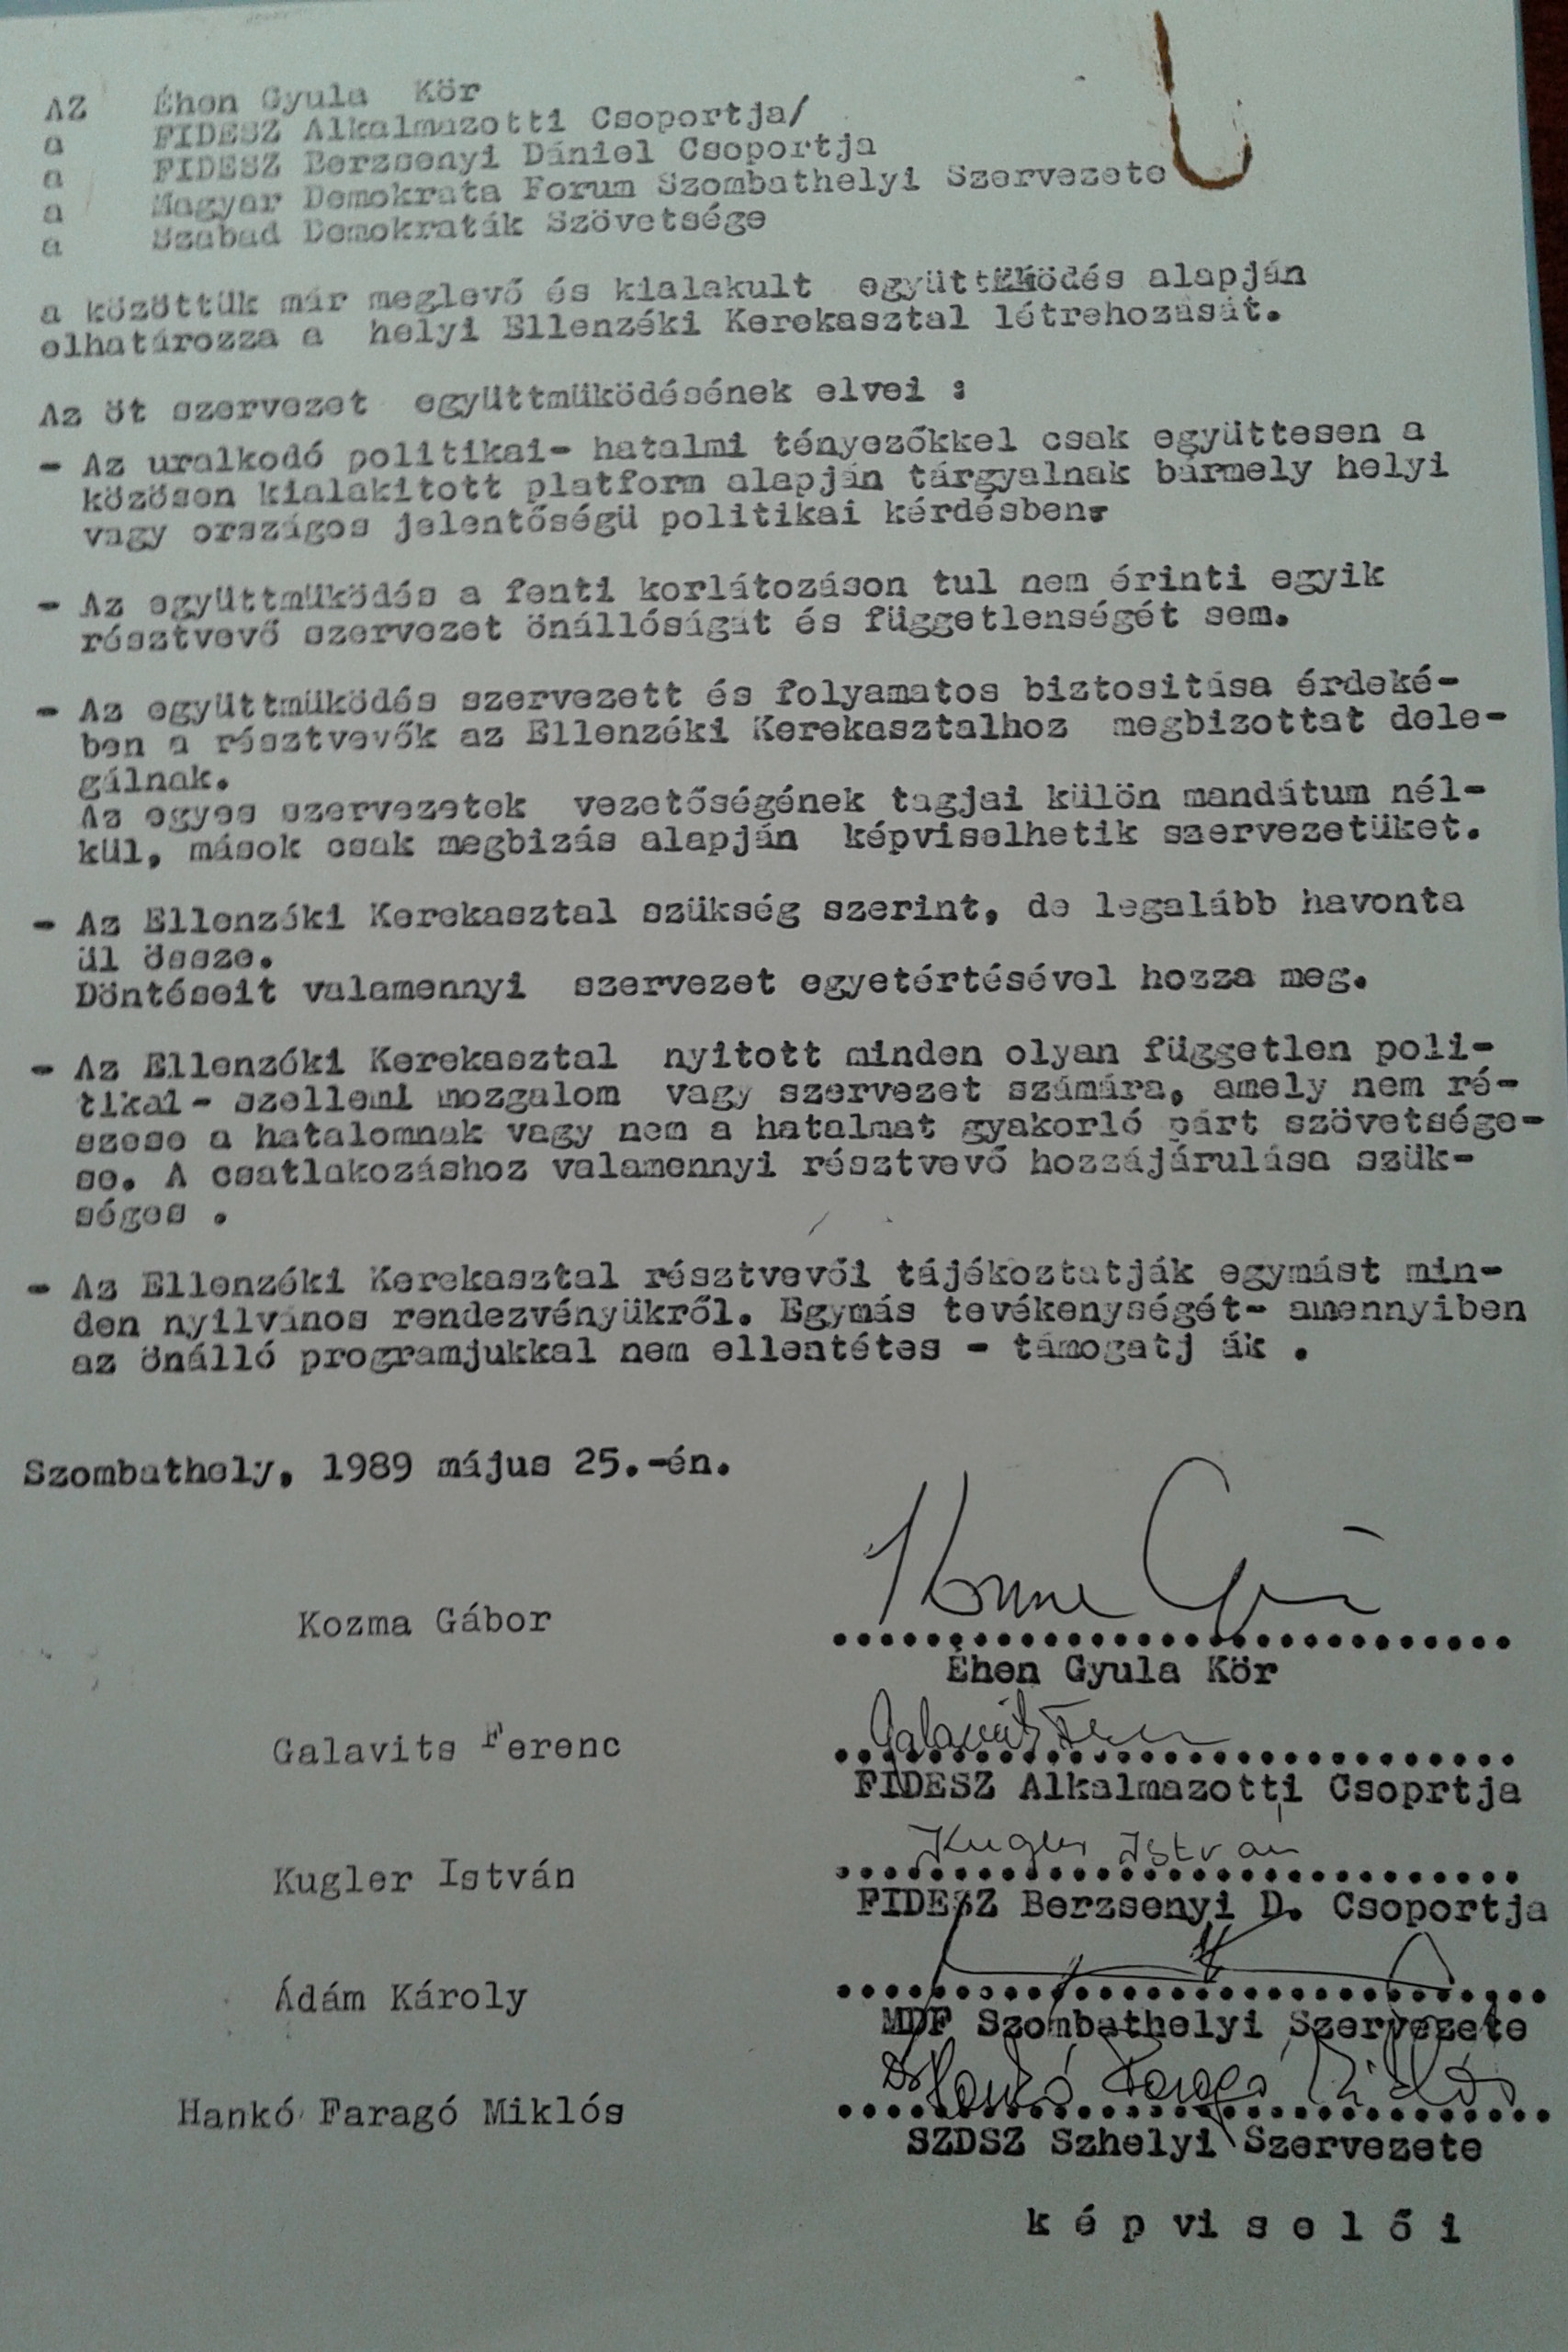 AZ Éhen Gyula Kör
a FIDESZ Alkalmazotti Csoportja/
a FIDESZ Berzsenyi Dániel Csoportja
a Magyar Demokrata Forum Szombathelyi Szervezete
a Szabad Demokraták Szövetsége
a közöttük már meglevő és kialakult együttműködés alapján
elhatározza a helyi Ellenzéki Kerekasztal létrehozását.
Az öt szervezet együttmüködésének elvei :
- Az uralkodó politikai- hatalmi tényezőkkel csak együttesen a
közösen kialakitott platform alapján tárgyalnak bármely helyi
vagy országos jelentőségü politikai kérdésben.
- Az együttmüködés a fenti korlátozáson tul nem érinti egyik
résztvevő szervezet önállóságát és függetlenségét sem.
- Az együttmüködés szervezett és folyamatos biztositása érdeké-
ben a résztvevők az Ellenzéki Kerekasztalhoz megbizottat dele-
gálnak.
Az egyes szervezetek vezetőségének tagjai külön mandátum nél-
kül, mások csak megbizás alapján képviselhetik szervezetüket.
- Az Ellenzéki Kerekasztal szükség szerint, de legalább havonta
ül össze.
Döntéseit valamennyi szervezet egyetértésével hozza meg.
- Az Ellenzéki Kerekasztal nyitott minden olyan független poli-
tikai- szellemi mozgalom vagy szervezet számára, amely nem ré-
szese a hatalomnak vagy nem a hatalmat gyakorló párt szövetsége-
se. A csatlakozáshoz valamennyi résztvevő hozzájárulása szük-
séges .
- Az Ellenzéki Kerekasztal résztvevői tájékoztatják egymást min-
den nyilvános rendezvényükről. Egymás tevékenységét- amennyiben
az önálló programjukkal nem ellentétes - támogatj ák .
Szombathely, 1989 május 25.-én.
Kozma Gábor
Éhen Gyula Kör
Galavits Ferenc
Galavits Ferenc
FIDESZ Alkalmazotti Csoprtja
Kugler István
Kugler István
FIDESZ Berzsenyi D. Csoportja
Ádám Károly
MDF Szombathelyi Szervezete
Hankó Faragó Miklós
Dr Hankó Faragó Miklós
SZDSZ Szhelyi Szervezete
k é p vi s e l ő i